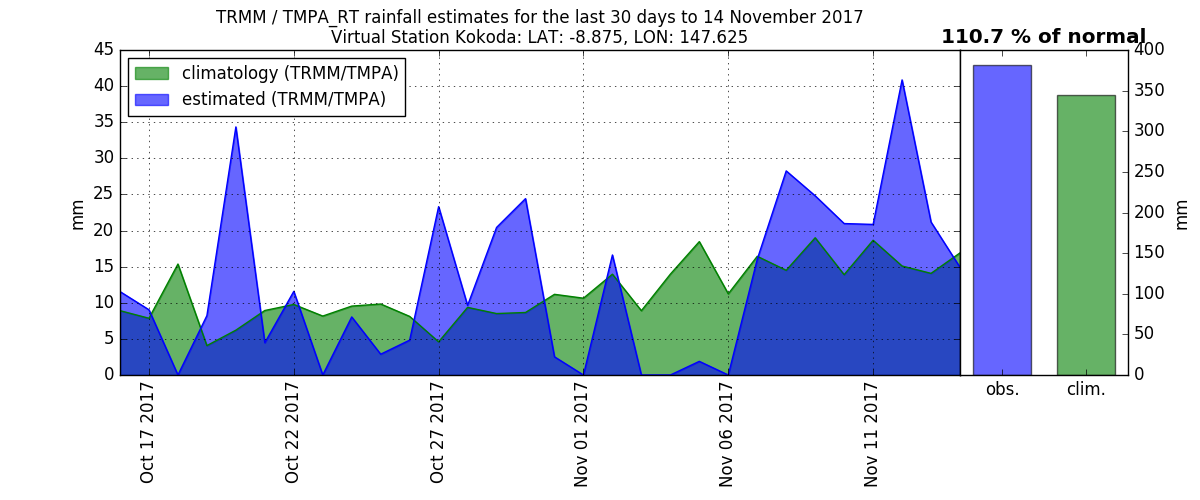 TRMM / TMPA_RT rainfall estimates for the last 30 days to 14 November 2017
Virtual Station Kokoda: LAT: -8.875, LON: 147.625
110.7 % of normal
climatology (TRMM/TMPA)
estimated (TRMM/TMPA)
45
40
35
30
25
20
15
10
5
0
mm
Oct 17 2017
Oct 22 2017
Oct 27 2017
Nov 01 2017
Nov 06 2017
Nov 11 2017
obs.
clim.
400
350
300
250
200
150
100
50
0
mm